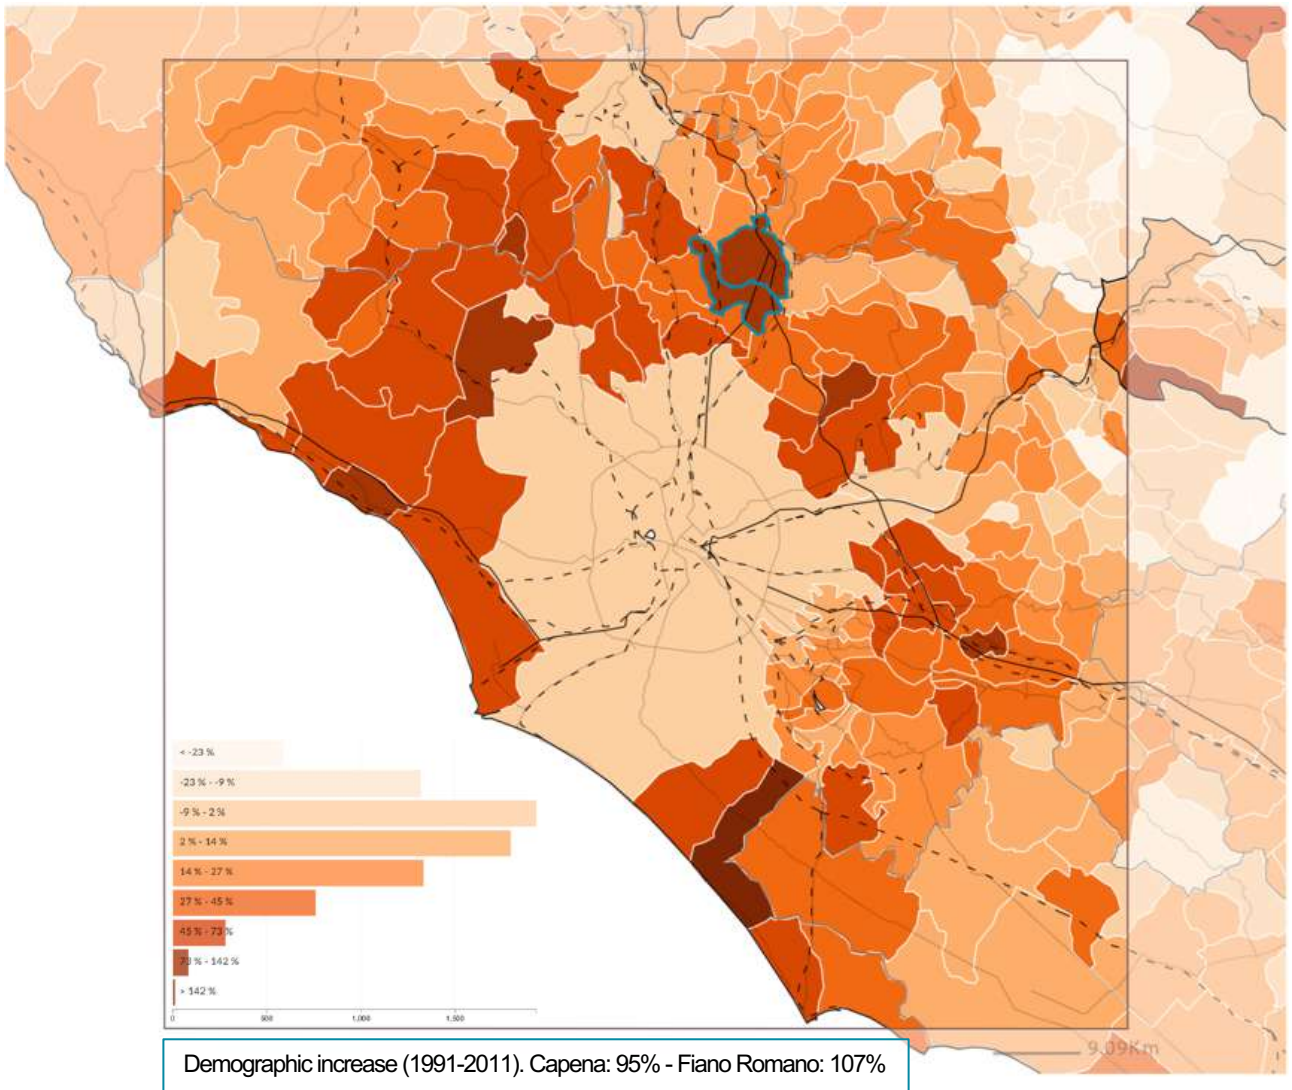 < -23 %
-23 % - -9 %
-9 % - 2 %
2 % - 14 %
14 % - 27 %
27 % - 45 %
45 % - 73 %
73 % - 142 %
> 142 %
0 500 1,000 1,500
9.09Km
Demographic increase (1991-2011). Capena: 95% - Fiano Romano: 107%